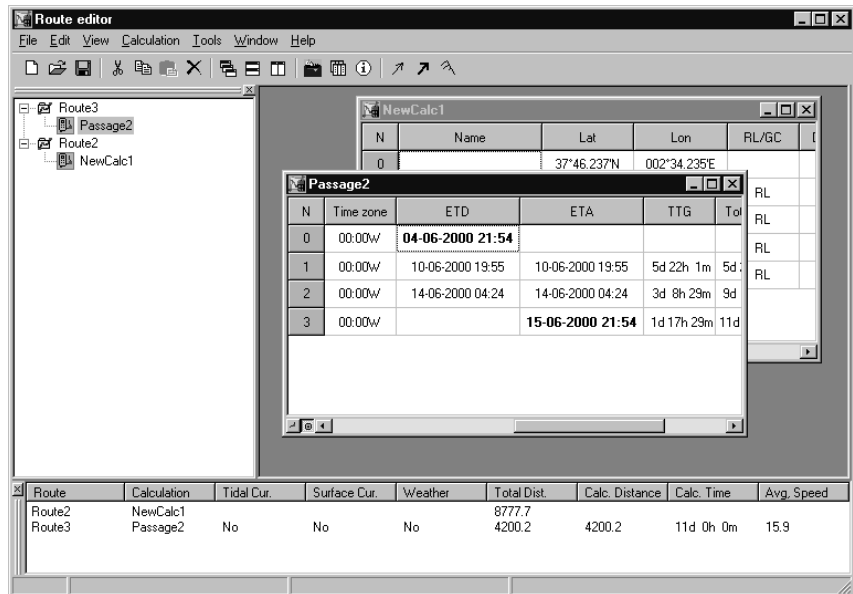 Route editor
File Edit View Calculation Tools Window Help
Route3
Passage2
Route2
NewCalc1
NewCalc1
N Name Lat Lon RL/GC
0 37°46.237'N 002°34.235'E
RL
RL
RL
RL
Passage2
N Time zone ETD ETA TTG Tot
0 00:00W 04-06-2000 21:54
1 00:00W 10-06-2000 19:55 10-06-2000 19:55 5d 22h 1m 5d
2 00:00W 14-06-2000 04:24 14-06-2000 04:24 3d 8h 29m 9d
3 00:00W 15-06-2000 21:54 1d 17h 29m 11d
Route Calculation Tidal Cur. Surface Cur. Weather Total Dist. Calc. Distance Calc. Time Avg, Speed
Route2 NewCalc1 8777.7
Route3 Passage2 No No No 4200.2 4200.2 11d 0h 0m 15.9